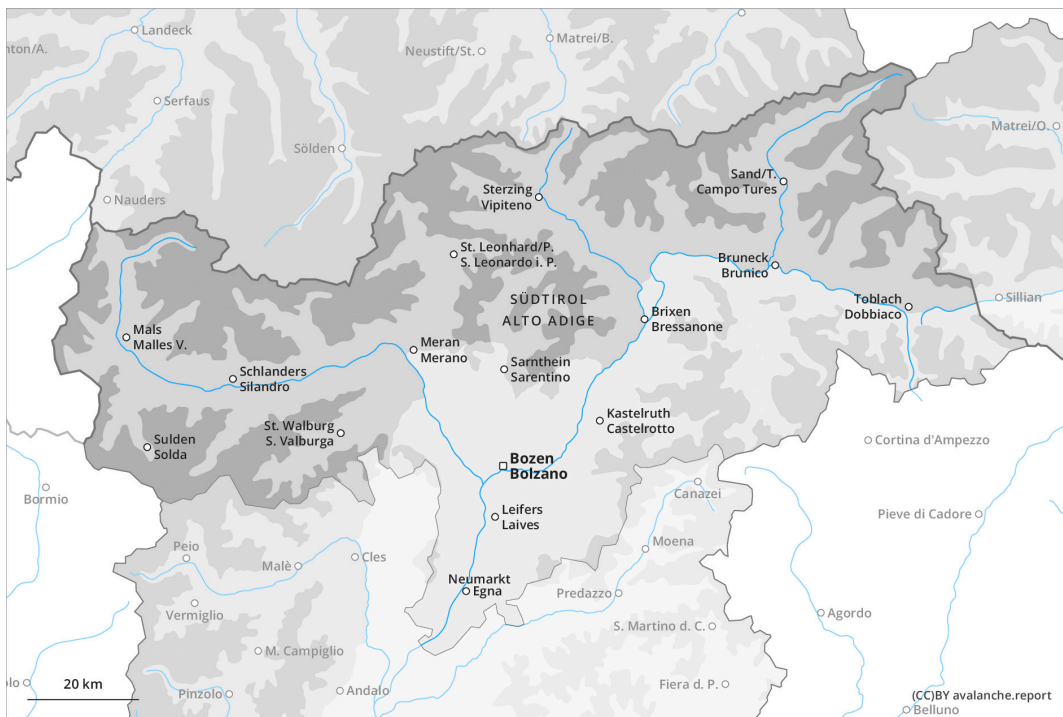 Landeck
Matrei/B.
nton/A.
Neustift/St.
Serfaus
Matrei/O.
Sölden
Sand/T.
Campo Tures
Sterzing
Vipiteno
Nauders
St. Leonhard/P.
S. Leonardo i. P.
Bruneck
Brunico
SÜDTIROL
ALTO ADIGE
Toblach
Dobbiaco
Sillian
Brixen
Bressanone
Mals
Malles V.
Meran
Merano
Sarnthein
Sarentino
Schlanders
Silandro
Kastelruth
Castelrotto
St. Walburg
S. Valburga
Sulden
Solda
Cortina d'Ampezzo
Bozen
Bolzano
Bormio
Canazei
Leifers
Laives
Pieve di Cadore
Moena
Peio
Cles
Malè
Neumarkt
Egna
Predazzo
Vermiglio
Agordo
S. Martino d. C.
M. Campiglio
20 km
olo
Pinzolo
Andalo
Fiera d. P.
(CC)BY avalanche.report
Belluno